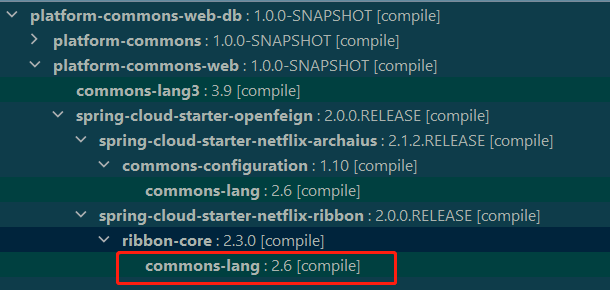 platform-commons-web-db : 1.0.0-SNAPSHOT [compile]
platform-commons : 1.0.0-SNAPSHOT [compile]
platform-commons-web : 1.0.0-SNAPSHOT [compile]
commons-lang3 : 3.9 [compile]
spring-cloud-starter-openfeign : 2.0.0.RELEASE [compile]
spring-cloud-starter-netflix-archaius : 2.1.2.RELEASE [compile]
commons-configuration : 1.10 [compile]
commons-lang : 2.6 [compile]
spring-cloud-starter-netflix-ribbon : 2.0.0.RELEASE [compile]
ribbon-core : 2.3.0 [compile]
commons-lang : 2.6 [compile]